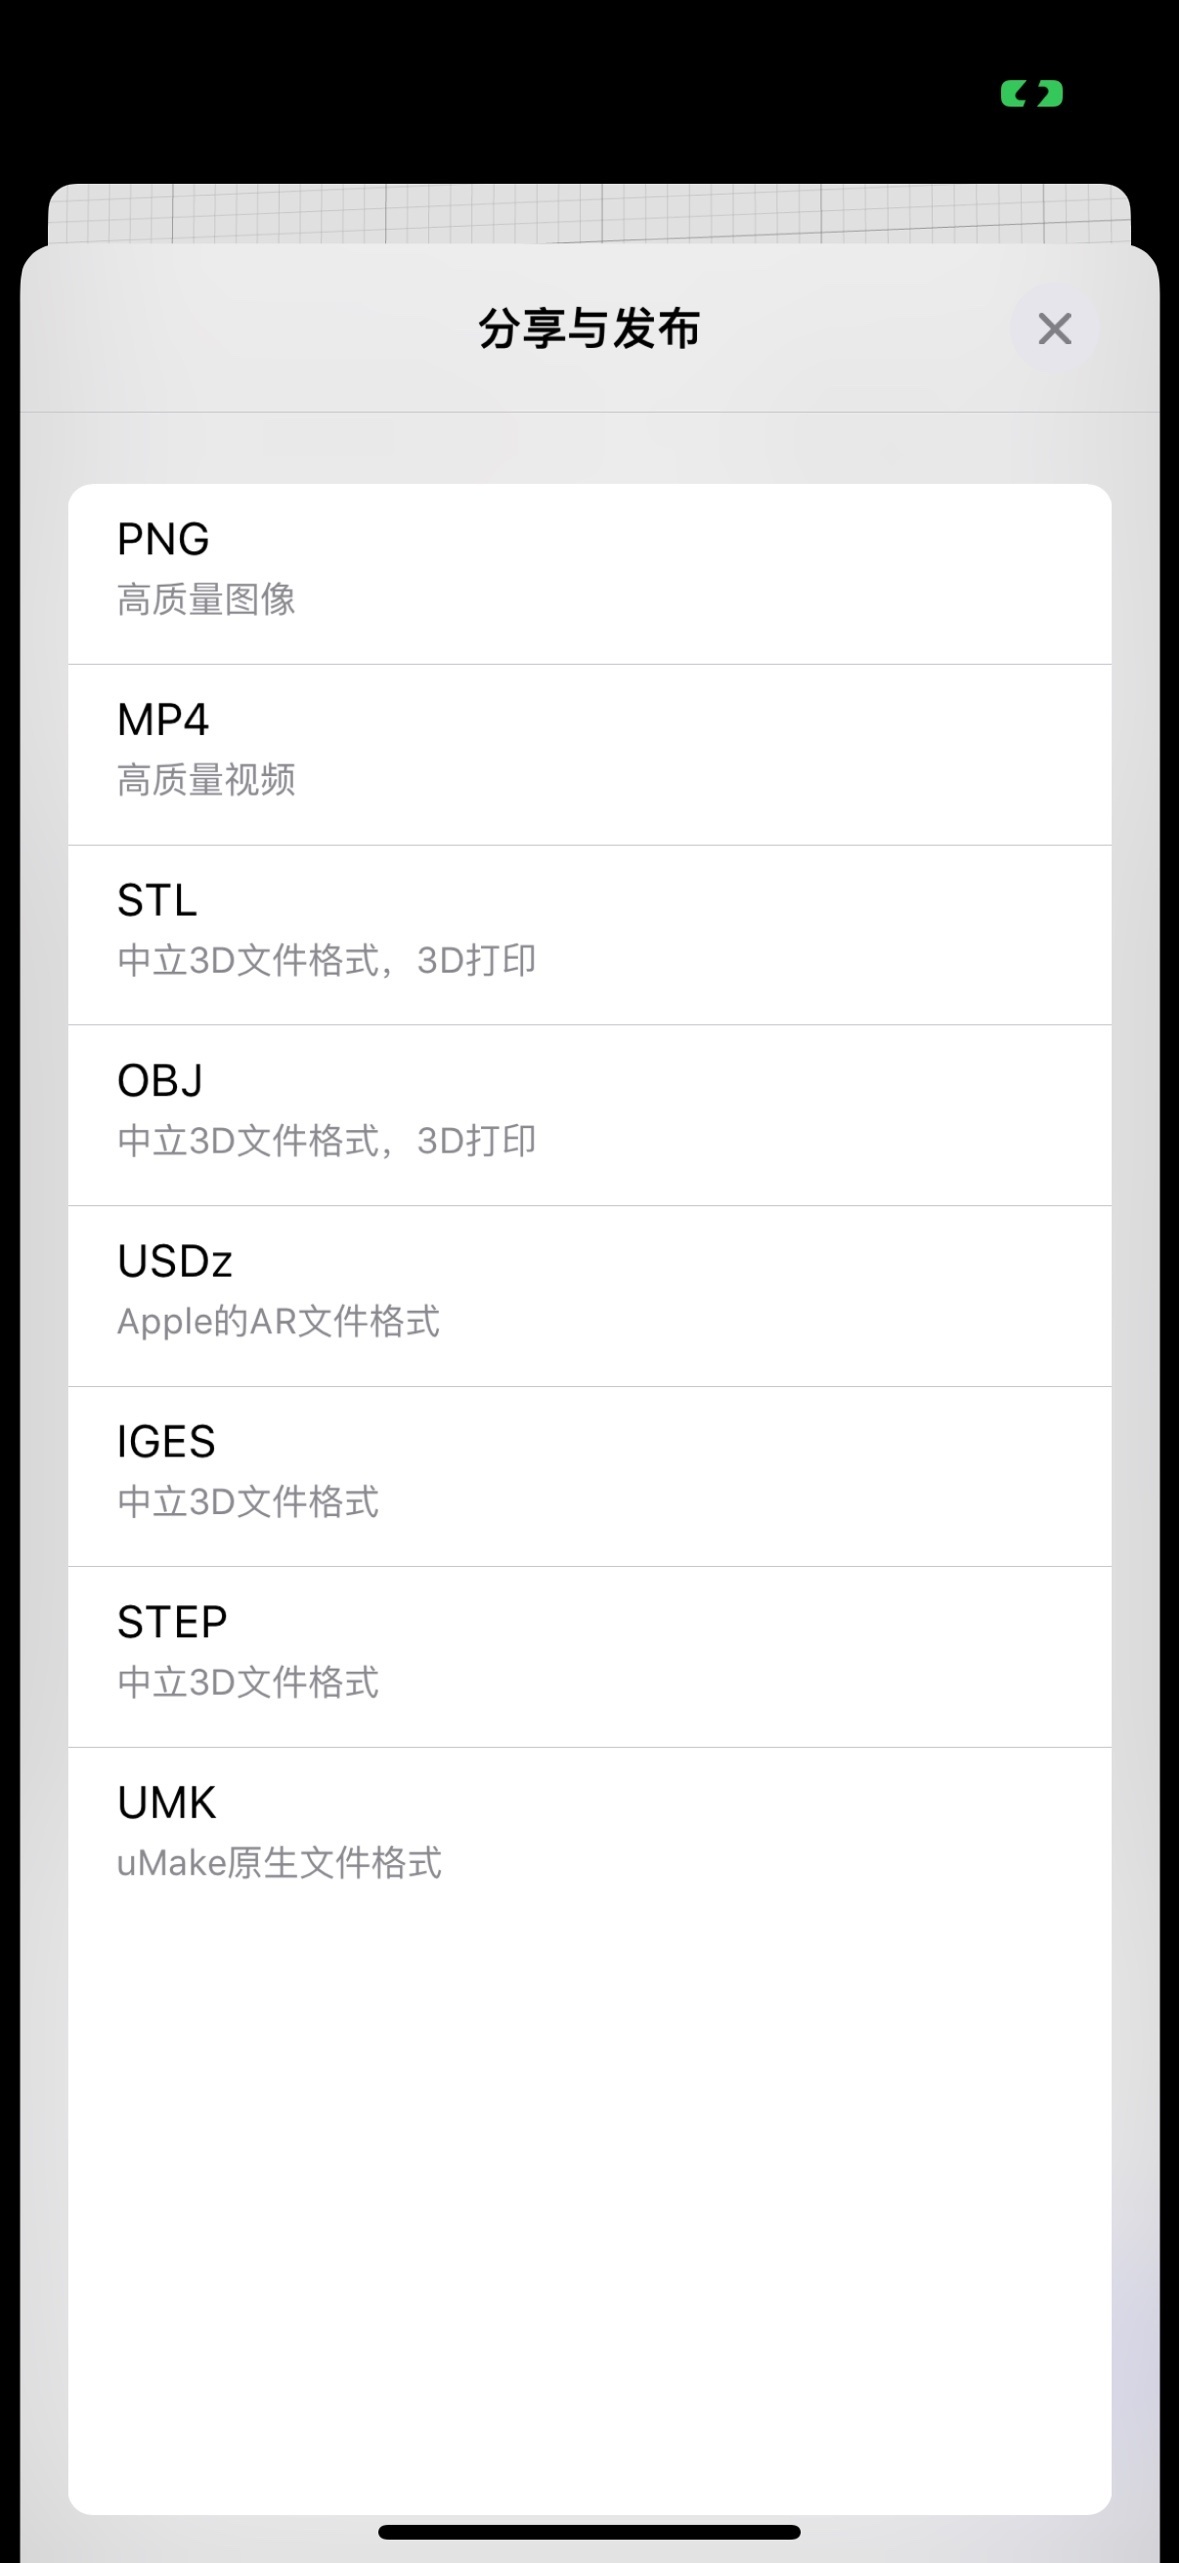 分享与发布
PNG
高质量图像
MP4
高质量视频
STL
中立3D文件格式，3D打印
OBJ
中立3D文件格式，3D打印
USDz
Apple的AR文件格式
IGES
中立3D文件格式
STEP
中立3D文件格式
UMK
uMake原生文件格式